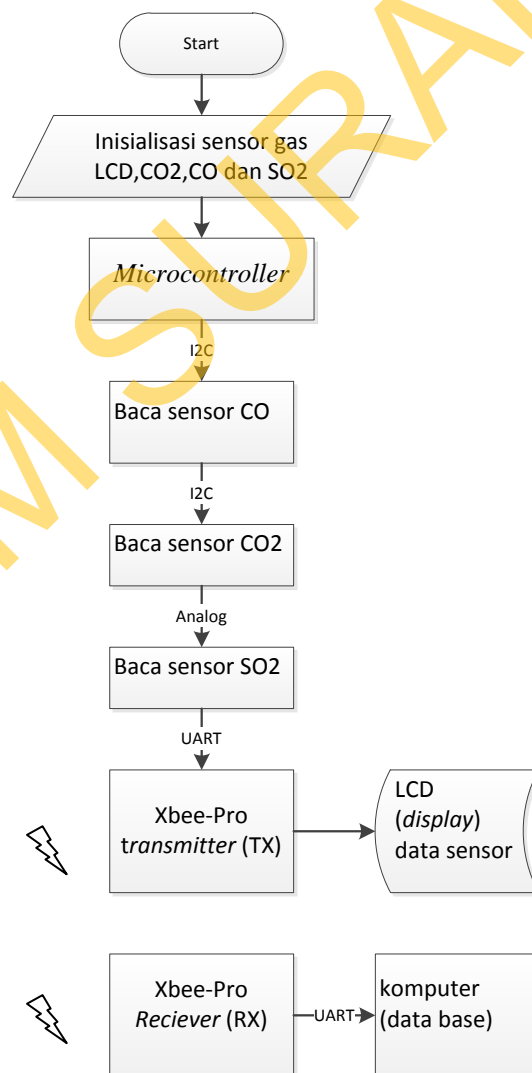 Start
Inisialisasi sensor gas
LCD,CO2,CO dan SO2
Microcontroller
I2C
Baca sensor CO
I2C
Baca sensor CO2
Analog
Baca sensor SO2
UART
Xbee-Pro
transmitter (TX)
LCD
(display)
data sensor
Xbee-Pro
Reciever (RX)
UART
komputer
(data base)
M SURA